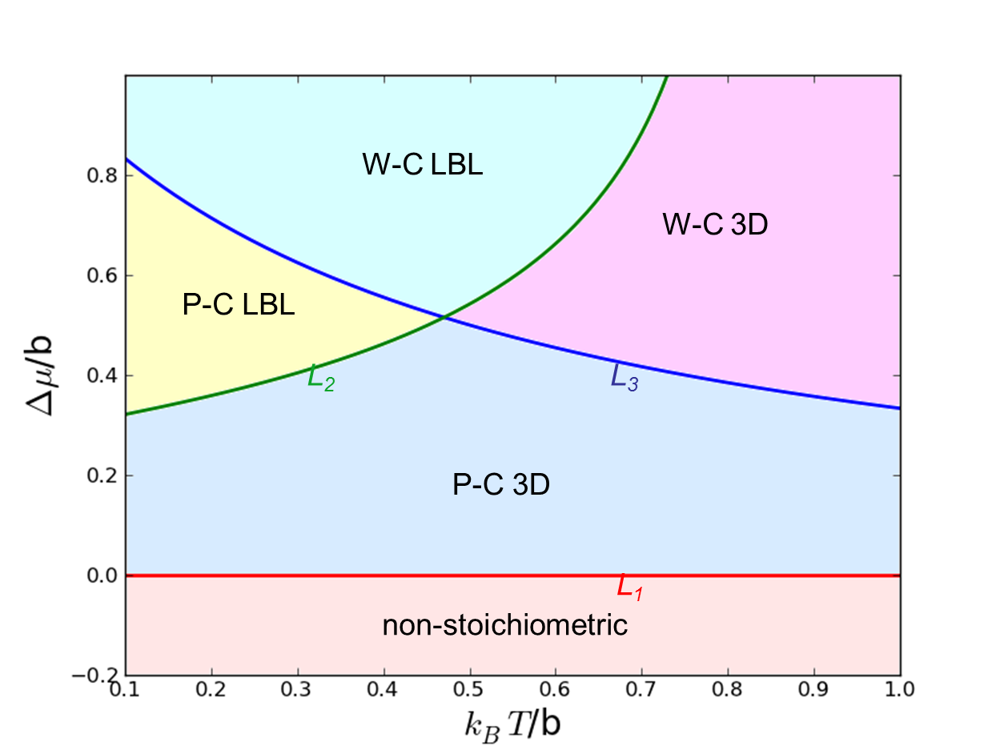 W-C LBL
W-C 3D
P-C LBL
L2
L3
P-C 3D
L1
non-stoichiometric
0.8
0.6
0.4
0.2
0.0
−0.2
Δμ/b
0.1 0.2 0.3 0.4 0.5 0.6 0.7 0.8 0.9 1.0
kB T/b